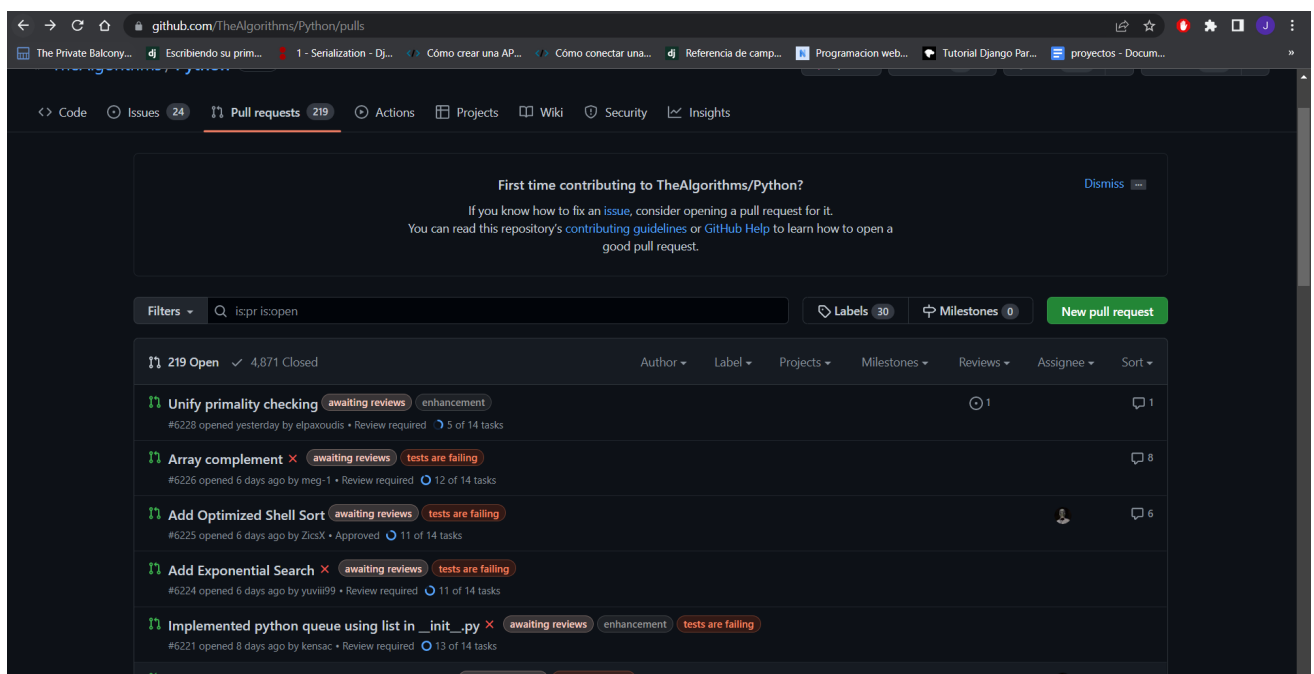 github.com/TheAlgorithms/Python/pulls
J
The Private Balcony... dj Escribiendo su prim... 1 - Serialization - Dj... Cómo crear una AP... Cómo conectar una... dj Referencia de camp... Programacion web... Tutorial Django Par... proyectos - Docum... »
Code Issues 24 Pull requests 219 Actions Projects Wiki Security Insights
First time contributing to TheAlgorithms/Python?
Dismiss
If you know how to fix an issue, consider opening a pull request for it.
You can read this repository's contributing guidelines or GitHub Help to learn how to open a
good pull request.
Filters is:pr is:open Labels 30 Milestones 0 New pull request
219 Open 4,871 Closed Author Label Projects Milestones Reviews Assignee Sort
Unify primality checking awaiting reviews enhancement 1 1
#6228 opened yesterday by elpaxoudis • Review required 5 of 14 tasks
Array complement awaiting reviews tests are failing 8
#6226 opened 6 days ago by meg-1 • Review required 12 of 14 tasks
Add Optimized Shell Sort awaiting reviews tests are failing 6
#6225 opened 6 days ago by ZicsX • Approved 11 of 14 tasks
Add Exponential Search awaiting reviews tests are failing
#6224 opened 6 days ago by yuviii99 • Review required 11 of 14 tasks
Implemented python queue using list in __init__.py awaiting reviews enhancement tests are failing
#6221 opened 8 days ago by kensac • Review required 13 of 14 tasks